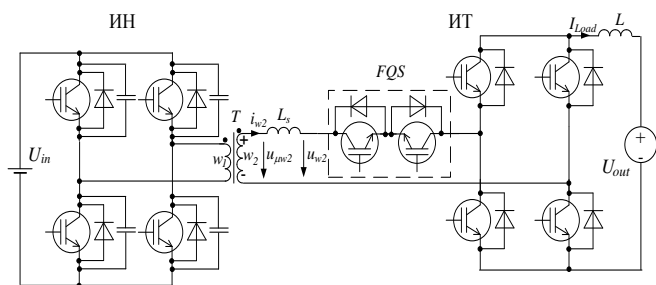 ИН
ИТ
I_Load
L
FQS
T
i_w2
L_s
U_in
w_1
w_2
u_μw2
u_w2
U_out
+
-
+
-